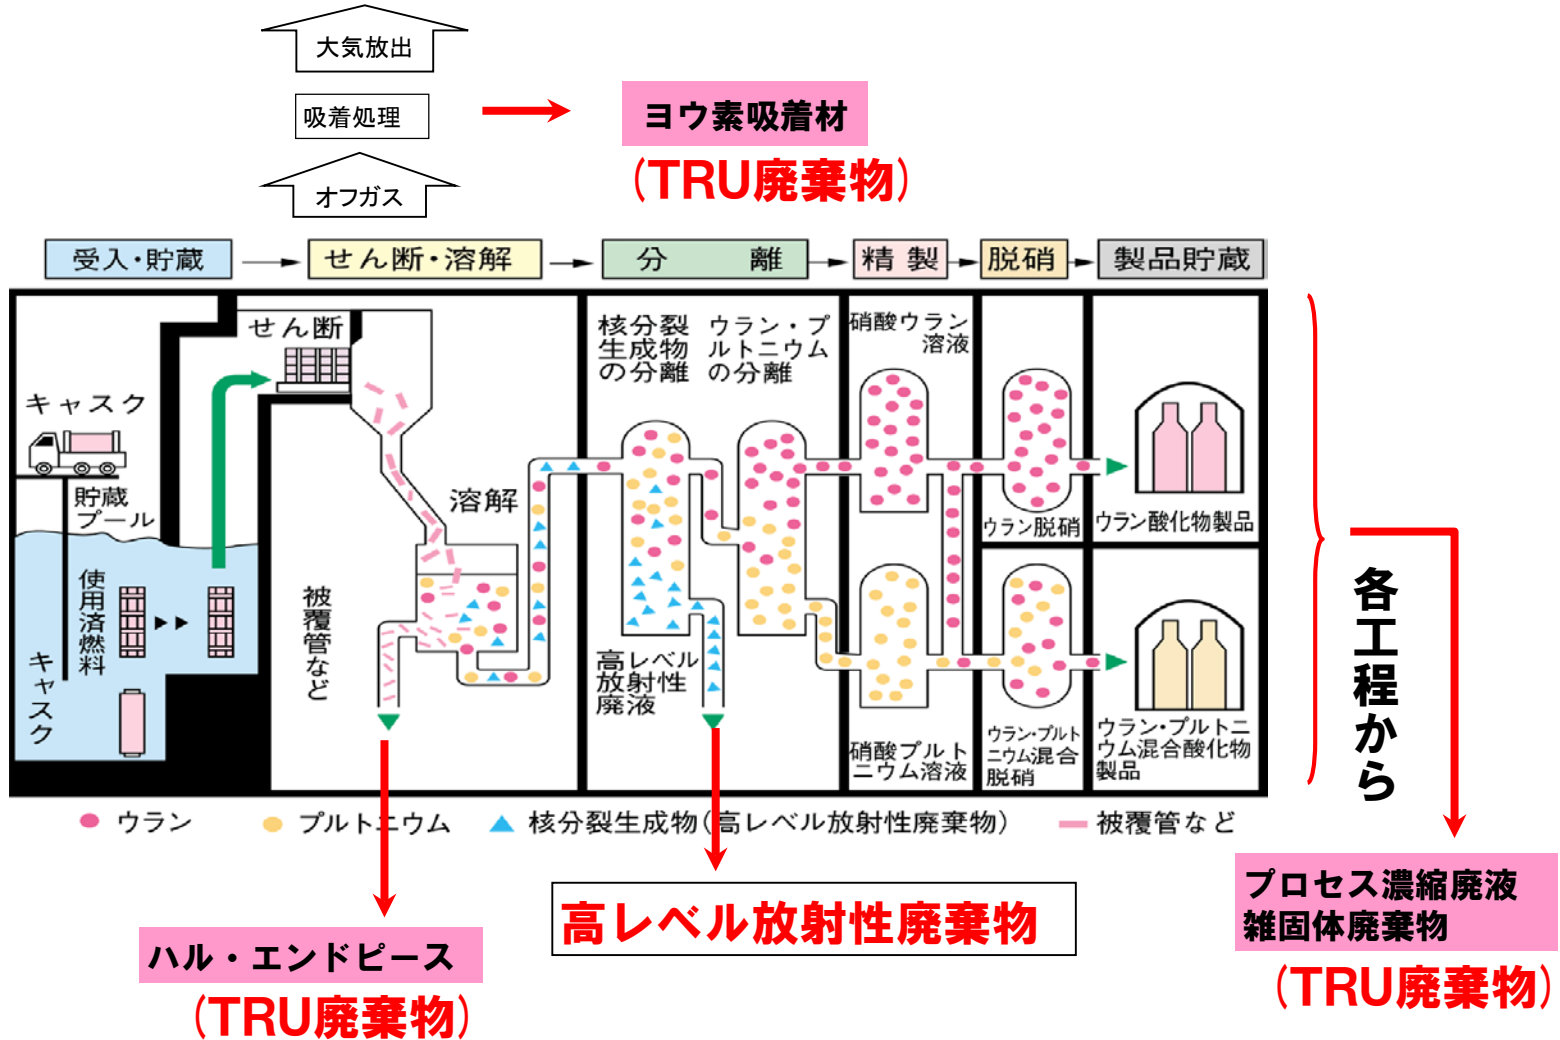 大気放出
吸着処理
オフガス
ヨウ素吸着材
(TRU廃棄物)
受入・貯蔵
せん断・溶解
分離
精製
脱硝
製品貯蔵
せん断
キャスク
貯蔵
プール
使用済燃料
キャスク
被覆管など
溶解
核分裂
生成物
の分離
ウラン・プ
ルトニウム
の分離
高レベル
放射性
廃液
硝酸ウラン
溶液
硝酸プルト
ニウム溶液
ウラン脱硝
ウラン・プルト
ニウム混合
脱硝
ウラン酸化物製品
ウラン・プルトニ
ウム混合酸化物
製品
各工程から
ウラン
プルトニウム
核分裂生成物(高レベル放射性廃棄物)
被覆管など
ハル・エンドピース
(TRU廃棄物)
高レベル放射性廃棄物
プロセス濃縮廃液
雑固体廃棄物
(TRU廃棄物)